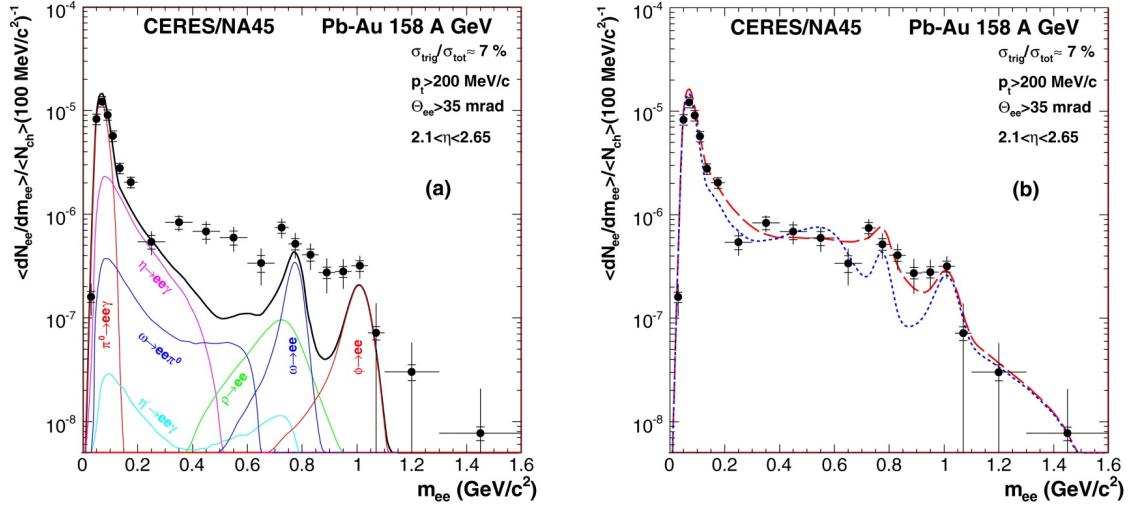 CERES/NA45 Pb-Au 158 A GeV
σtrig/σtot≈ 7 %
pt>200 MeV/c
Θee>35 mrad
2.1<η<2.65
(a)
<dNee/dmee>/<Nch>(100 MeV/c²)⁻¹
10⁻⁴
10⁻⁵
10⁻⁶
10⁻⁷
10⁻⁸
π⁰→eeγ
η→eeγ
ω→eeπ⁰
η'→eeγ
ρ→ee
ω→ee
φ→ee
0 0.2 0.4 0.6 0.8 1 1.2 1.4 1.6
mee (GeV/c²)
CERES/NA45 Pb-Au 158 A GeV
σtrig/σtot≈ 7 %
pt>200 MeV/c
Θee>35 mrad
2.1<η<2.65
(b)
<dNee/dmee>/<Nch>(100 MeV/c²)⁻¹
10⁻⁴
10⁻⁵
10⁻⁶
10⁻⁷
10⁻⁸
0 0.2 0.4 0.6 0.8 1 1.2 1.4 1.6
mee (GeV/c²)